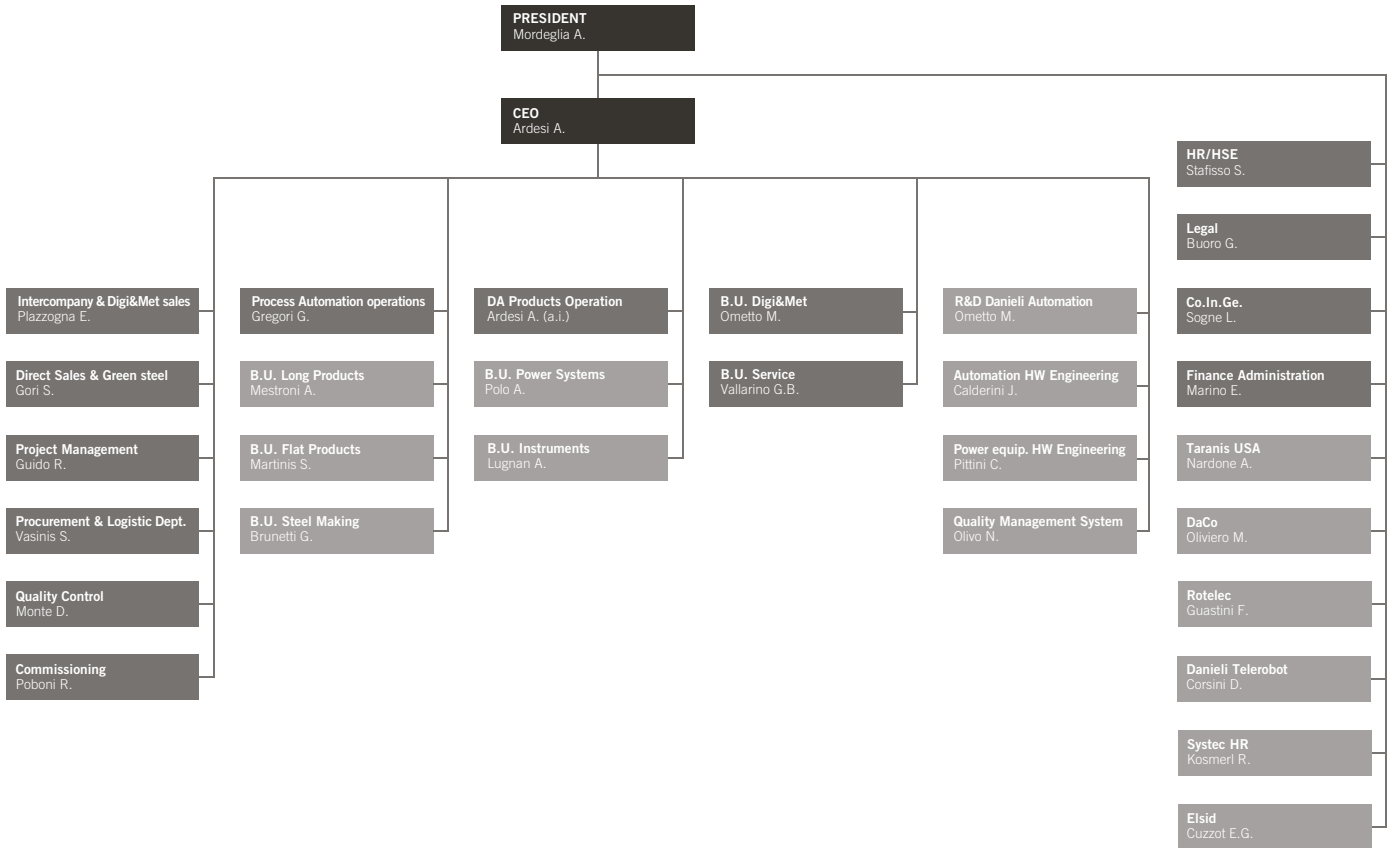 PRESIDENT
Mordeglia A.
CEO
Ardesi A.
Intercompany & Digi&Met sales
Plazzogna E.
Direct Sales & Green steel
Gori S.
Project Management
Guido R.
Procurement & Logistic Dept.
Vasinis S.
Quality Control
Monte D.
Commissioning
Poboni R.
Process Automation operations
Gregori G.
B.U. Long Products
Mestroni A.
B.U. Flat Products
Martinis S.
B.U. Steel Making
Brunetti G.
DA Products Operation
Ardesi A. (a.i.)
B.U. Power Systems
Polo A.
B.U. Instruments
Lugnan A.
B.U. Digi&Met
Ometto M.
B.U. Service
Vallarino G.B.
R&D Danieli Automation
Ometto M.
Automation HW Engineering
Calderini J.
Power equip. HW Engineering
Pittini C.
Quality Management System
Olivo N.
HR/HSE
Stafisso S.
Legal
Buoro G.
Co.In.Ge.
Sogne L.
Finance Administration
Marino E.
Taranis USA
Nardone A.
DaCo
Oliviero M.
Rotelec
Guastini F.
Danieli Telerobot
Corsini D.
Systec HR
Kosmerl R.
Elsid
Cuzzot E.G.